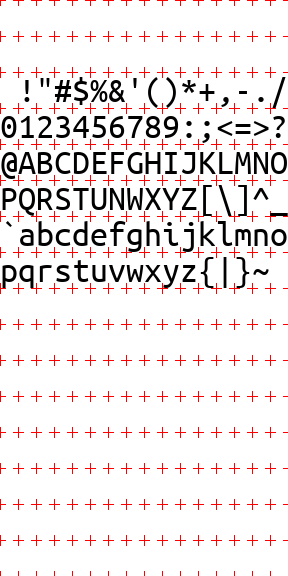 !"#$%&'()*+,-./
0123456789:;<=>?
@ABCDEFGHIJKLMNO
PQRSTUNWXYZ[\]^_
`abcdefghijklmno
pqrstuvwxyz{|}~